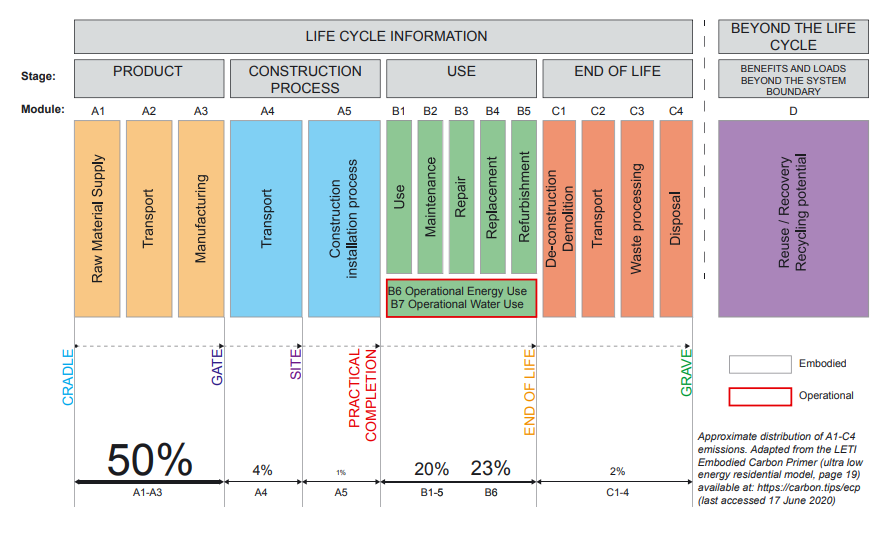 LIFE CYCLE INFORMATION
BEYOND THE LIFE
CYCLE
Stage:
PRODUCT
CONSTRUCTION
PROCESS
USE
END OF LIFE
BENEFITS AND LOADS
BEYOND THE SYSTEM
BOUNDARY
Module:
A1
A2
A3
A4
A5
B1
B2
B3
B4
B5
C1
C2
C3
C4
D
Raw Material Supply
Transport
Manufacturing
Transport
Construction
installation process
Use
Maintenance
Repair
Replacement
Refurbishment
De-construction
Demolition
Transport
Waste processing
Disposal
Reuse / Recovery
Recycling potential
B6 Operational Energy Use
B7 Operational Water Use
CRADLE
GATE
SITE
PRACTICAL
COMPLETION
END OF LIFE
GRAVE
Embodied
Operational
50%
4%
1%
20%
23%
2%
A1-A3
A4
A5
B1-5
B6
C1-4
Approximate distribution of A1-C4
emissions. Adapted from the LETI
Embodied Carbon Primer (ultra low
energy residential model, page 19)
available at: https://carbon.tips/ecp
(last accessed 17 June 2020)